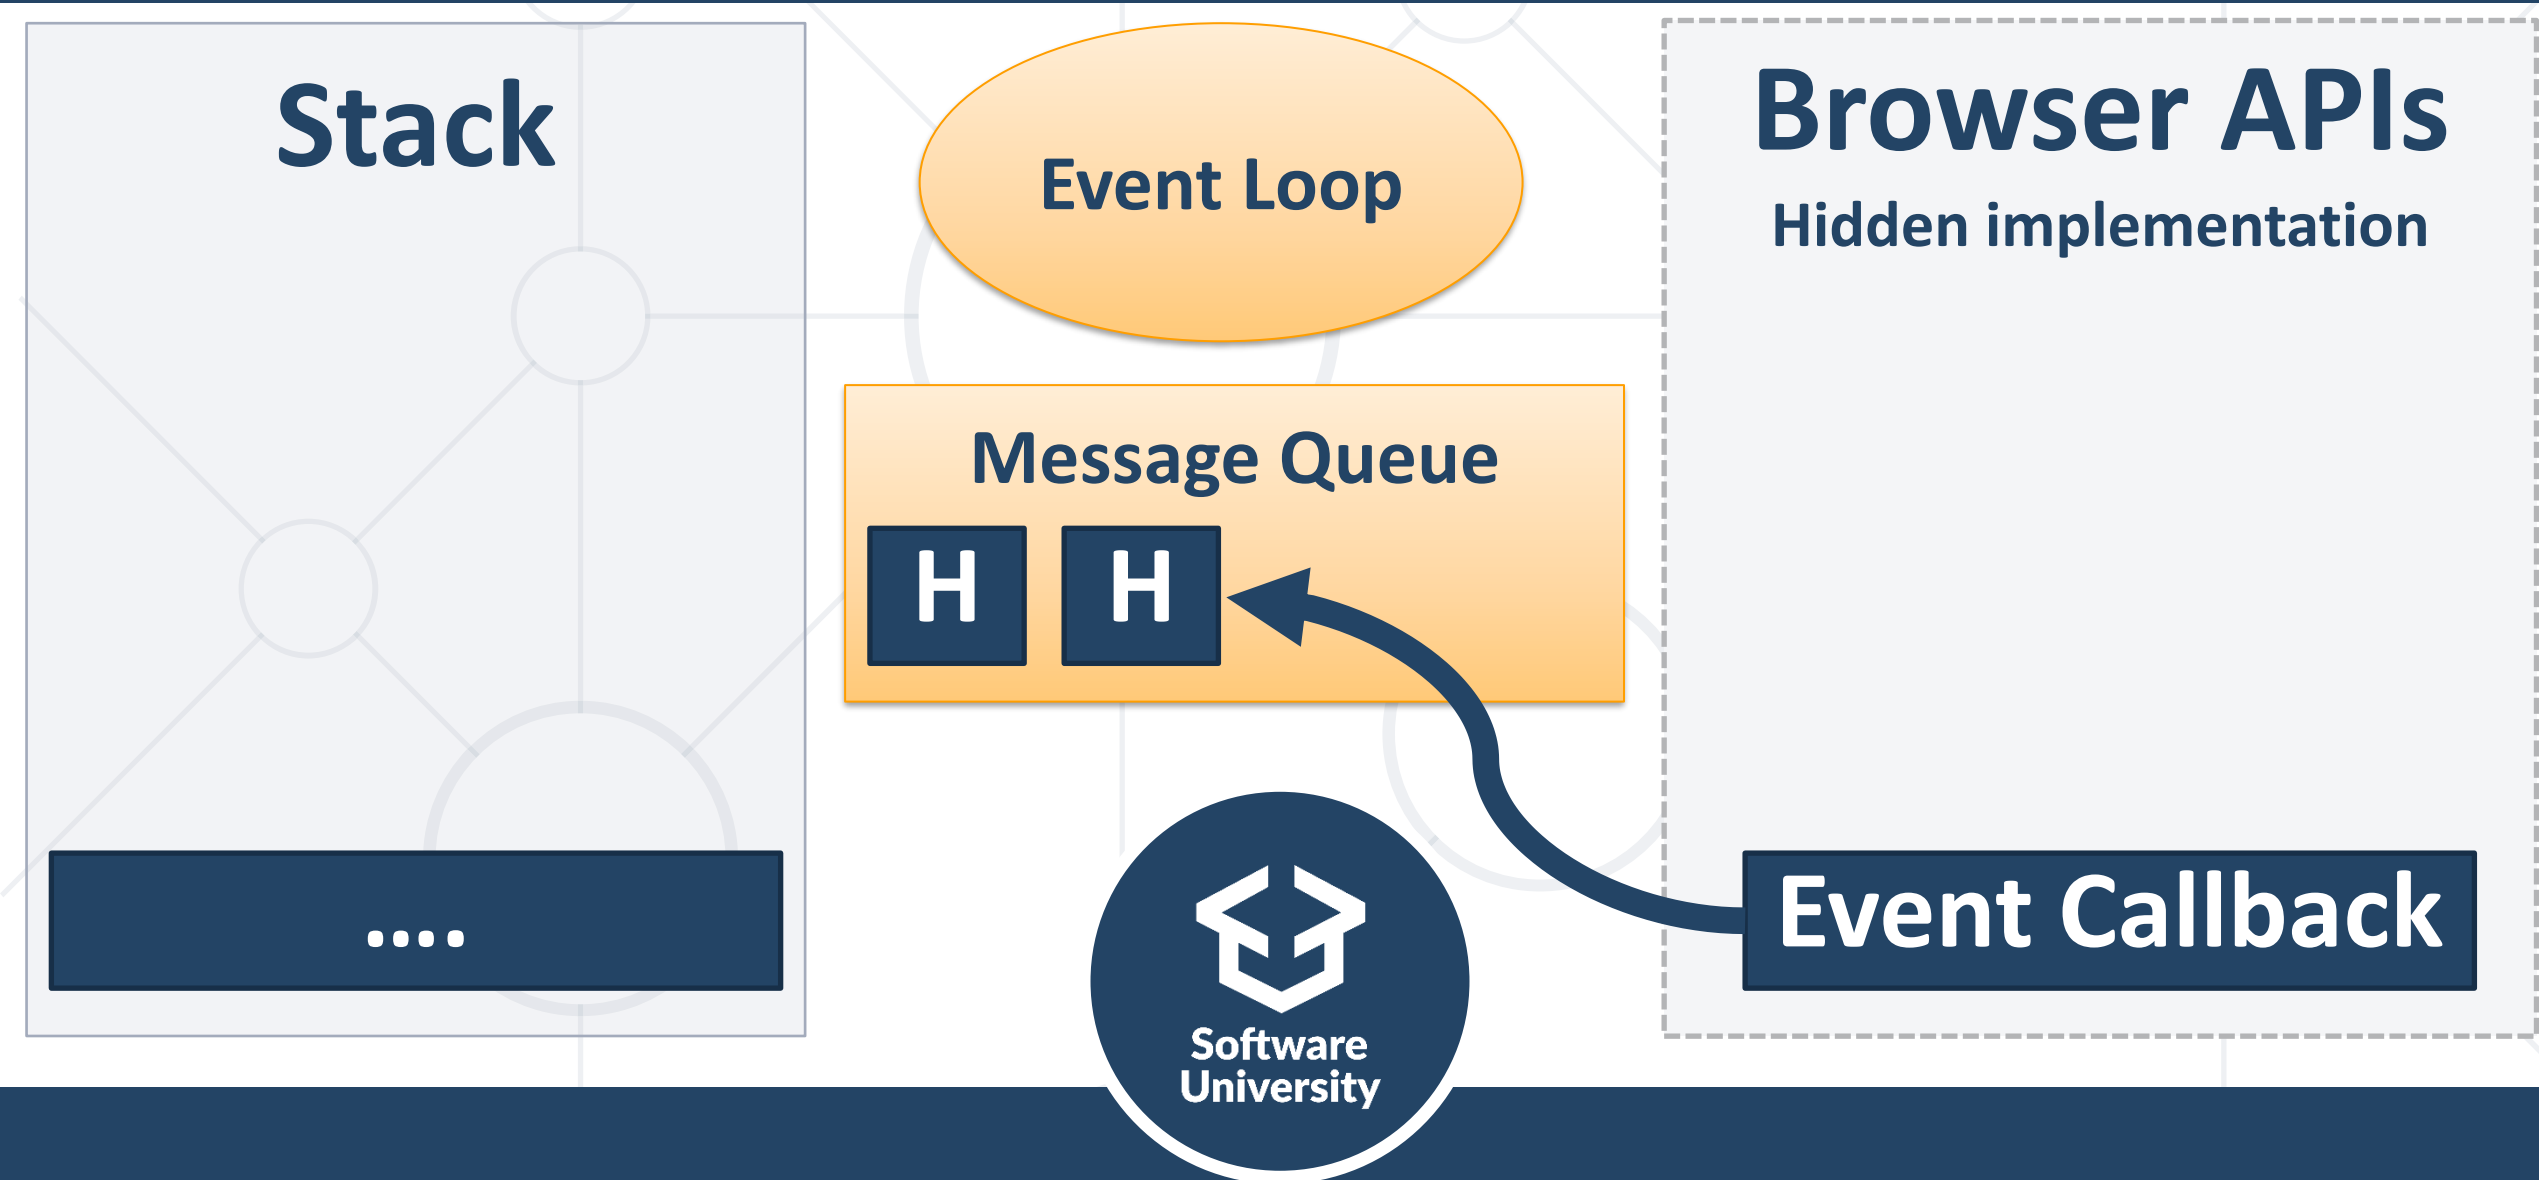 Stack
....
Event Loop
Message Queue
H H
Browser APIs
Hidden implementation
Event Callback
Software
University